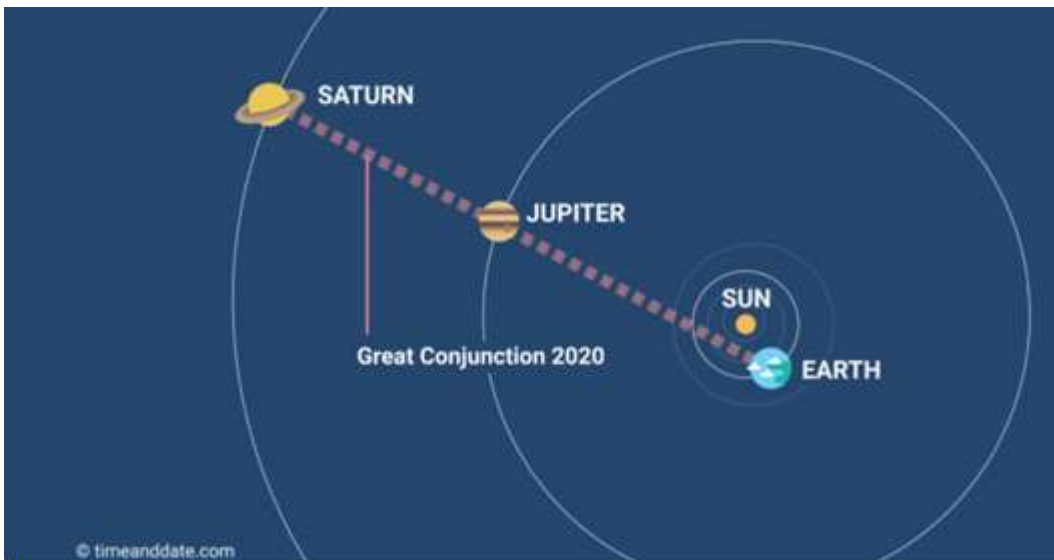 SATURN
JUPITER
SUN
Great Conjunction 2020
EARTH
© timeanddate.com